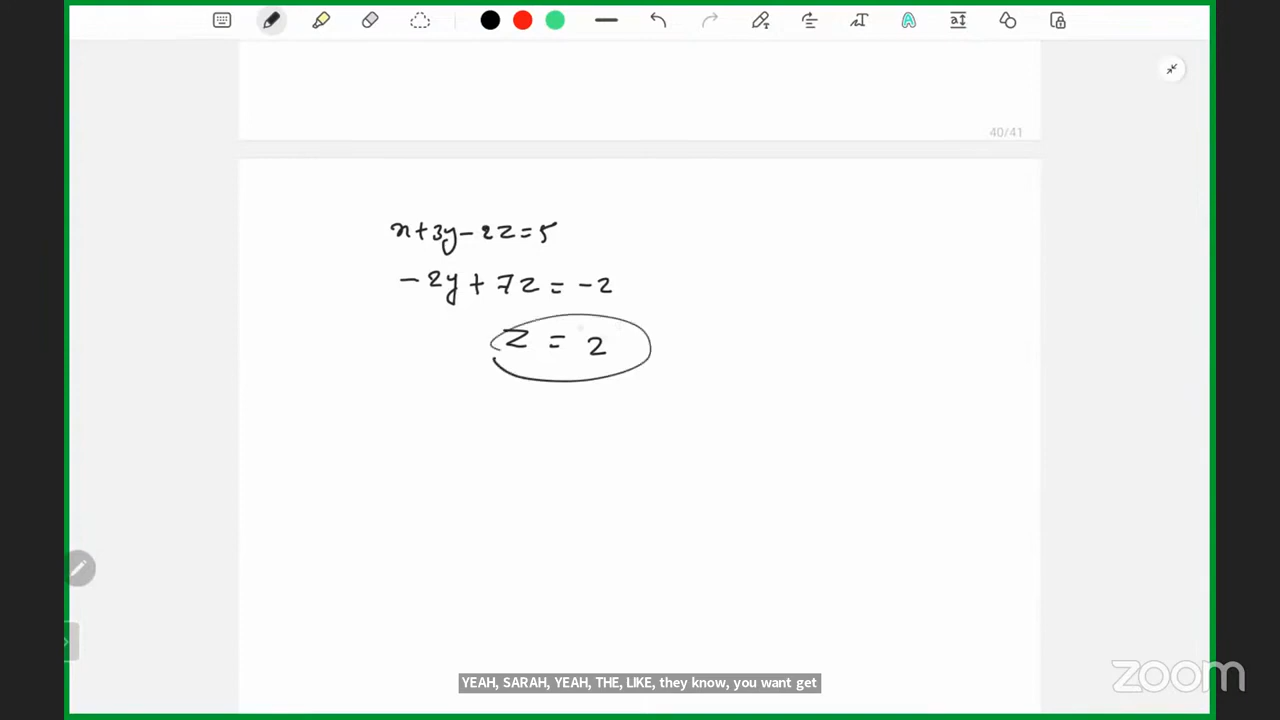 40/41
x+3y-2z=5
-2y+7z=-2
z=2
YEAH, SARAH, YEAH, THE, LIKE, they know, you want get
zoom